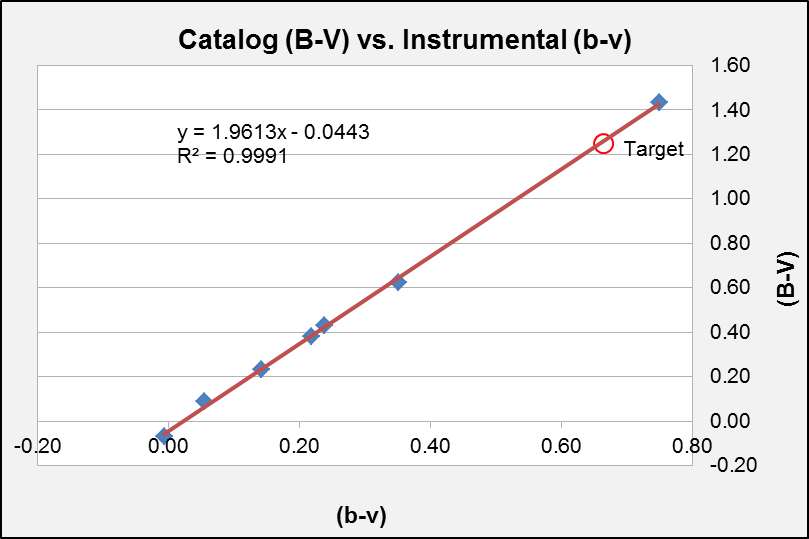 Catalog (B-V) vs. Instrumental (b-v)
1.60
y = 1.9613x - 0.0443
R² = 0.9991
1.40
Target
1.20
1.00
0.80
0.60
0.40
0.20
0.00
-0.20
(B-V)
-0.20 0.00 0.20 0.40 0.60 0.80
(b-v)